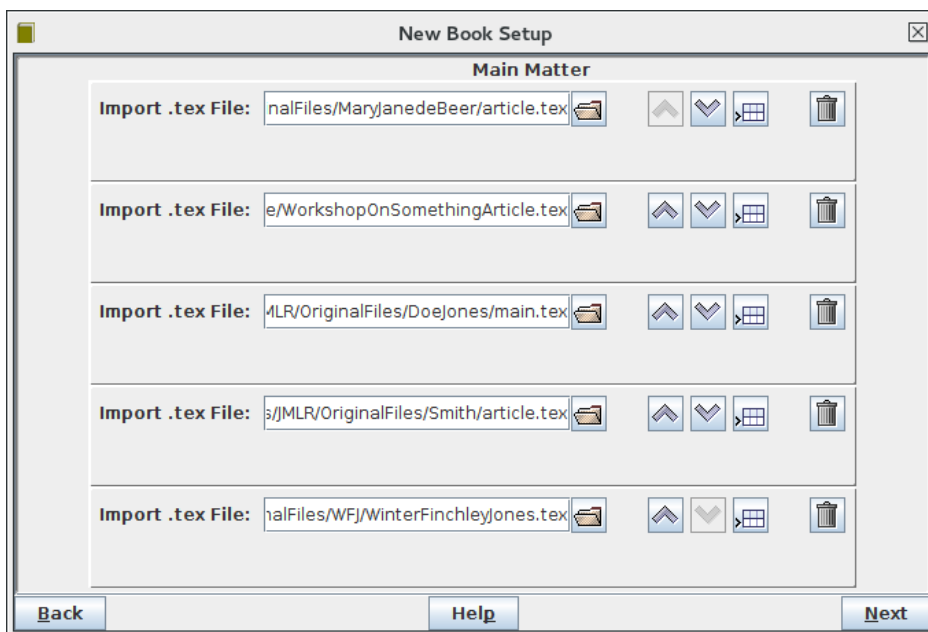 New Book Setup
Main Matter
Import .tex File: nalFiles/MaryJanedeBeer/article.tex
Import .tex File: e/WorkshopOnSomethingArticle.tex
Import .tex File: MLR/OriginalFiles/DoeJones/main.tex
Import .tex File: s/JMLR/OriginalFiles/Smith/article.tex
Import .tex File: nalFiles/WFJ/WinterFinchleyJones.tex
Back Help Next